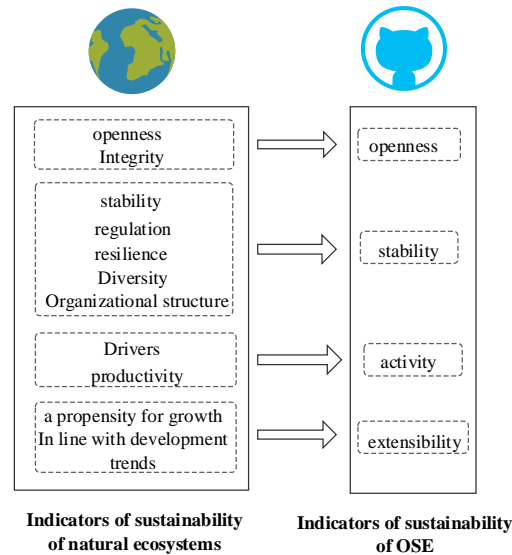 openness
Integrity
stability
regulation
resilience
Diversity
Organizational structure
Drivers
productivity
a propensity for growth
In line with development
trends
Indicators of sustainability
of natural ecosystems
openness
stability
activity
extensibility
Indicators of sustainability
of OSE